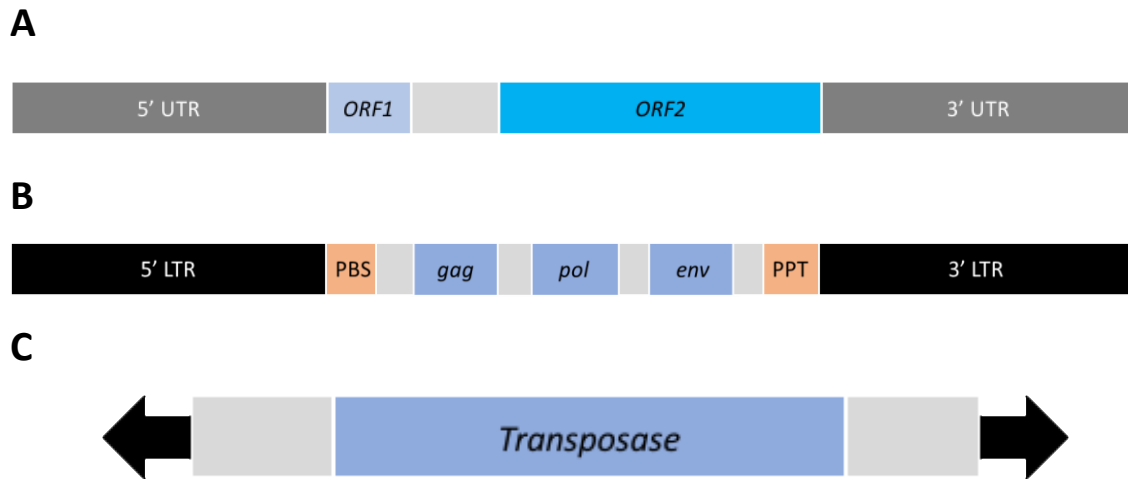 A
5’ UTR ORF1 ORF2 3’ UTR
B
5’ LTR PBS gag pol env PPT 3’ LTR
C
Transposase